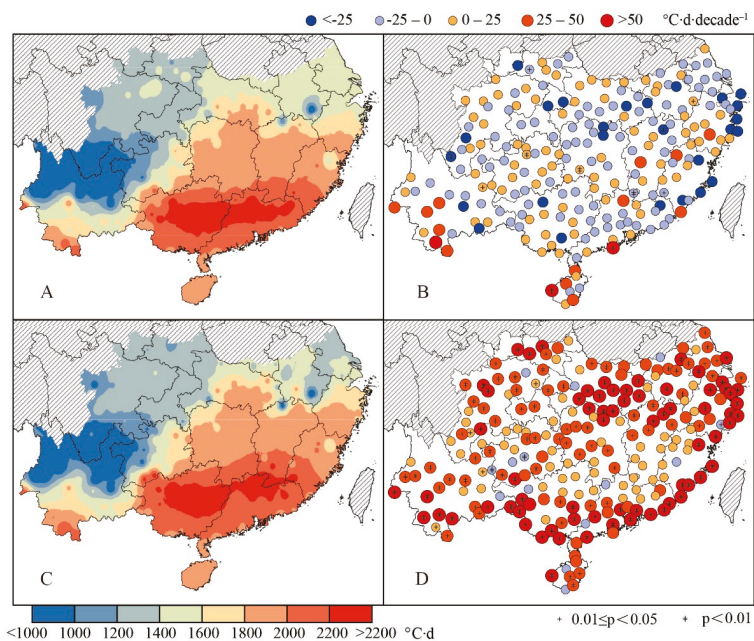 <-25 -25 – 0 0 – 25 25 – 50 >50 °C·d·decade⁻¹
A
B
C
D
<1000 1000 1400 1600 1800 2000 2200 >2200 °C·d
+ 0.01≤p<0.05 + p<0.01